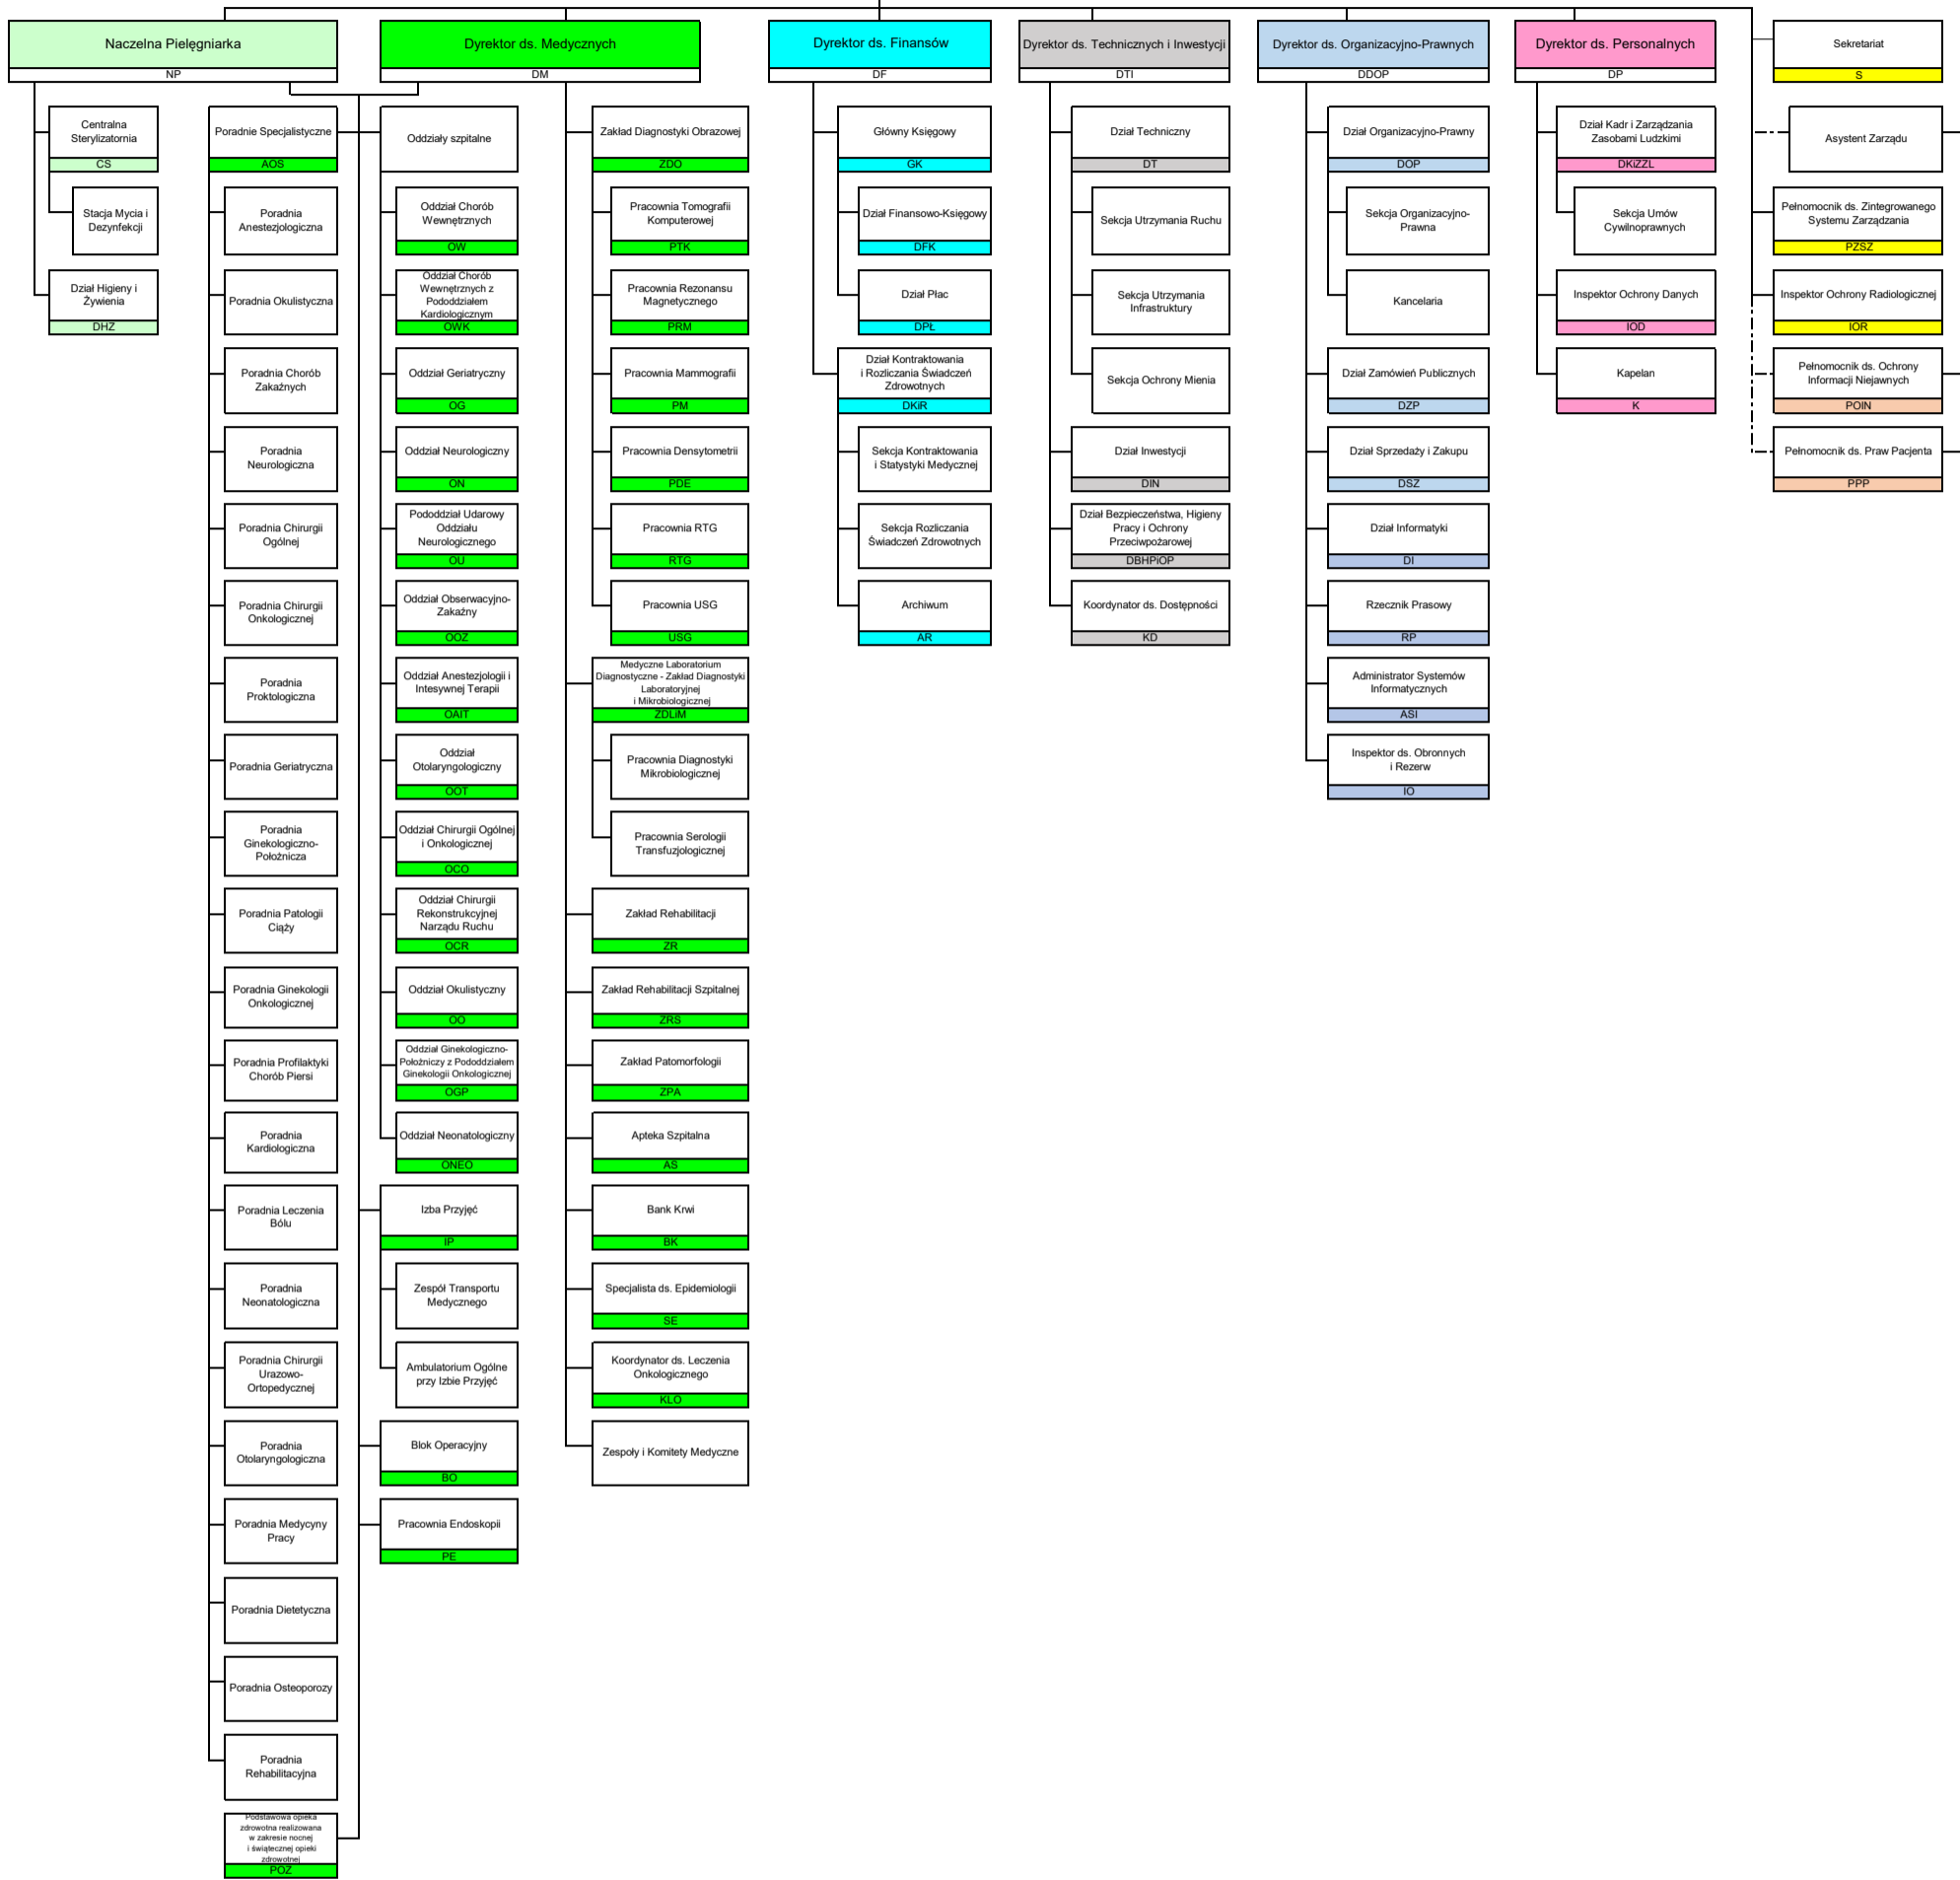 Naczelna Pielęgniarka
NP
Dyrektor ds. Medycznych
DM
Dyrektor ds. Finansów
DF
Dyrektor ds. Technicznych i Inwestycji
DTI
Dyrektor ds. Organizacyjno-Prawnych
DDOP
Dyrektor ds. Personalnych
DP
Sekretariat
S
Centralna
Sterylizatornia
CS
Stacja Mycia i
Dezynfekcji
Dział Higieny i
Żywienia
DHZ
Poradnie Specjalistyczne
AOS
Poradnia
Anestezjologiczna
Poradnia Okulistyczna
Poradnia Chorób
Zakaźnych
Poradnia
Neurologiczna
Poradnia Chirurgii
Ogólnej
Poradnia Chirurgii
Onkologicznej
Poradnia
Proktologiczna
Poradnia Geriatryczna
Poradnia
Ginekologiczno-
Położnicza
Poradnia Patologii
Ciąży
Poradnia Ginekologii
Onkologicznej
Poradnia Profilaktyki
Chorób Piersi
Poradnia
Kardiologiczna
Poradnia Leczenia
Bólu
Poradnia
Neonatologiczna
Poradnia Chirurgii
Urazowo-
Ortopedycznej
Poradnia
Otolaryngologiczna
Poradnia Medycyny
Pracy
Poradnia Dietetyczna
Poradnia Osteoporozy
Poradnia
Rehabilitacyjna
Podstawowa opieka
zdrowotna realizowana
w zakresie nocnej
i świątecznej opieki
zdrowotnej
POZ
Oddziały szpitalne
Oddział Chorób
Wewnętrznych
OW
Oddział Chorób
Wewnętrznych z
Pododdziałem
Kardiologicznym
OWK
Oddział Geriatryczny
OG
Oddział Neurologiczny
ON
Pododdział Udarowy
Oddziału
Neurologicznego
OU
Oddział Obserwacyjno-
Zakaźny
OOZ
Oddział Anestezjologii i
Intesywnej Terapii
OAIT
Oddział
Otolaryngologiczny
OOT
Oddział Chirurgii Ogólnej
i Onkologicznej
OCO
Oddział Chirurgii
Rekonstrukcyjnej
Narządu Ruchu
OCR
Oddział Okulistyczny
OO
Oddział Ginekologiczno-
Położniczy z Pododdziałem
Ginekologii Onkologicznej
OGP
Oddział Neonatologiczny
ONEO
Izba Przyjęć
IP
Zespół Transportu
Medycznego
Ambulatorium Ogólne
przy Izbie Przyjęć
Blok Operacyjny
BO
Pracownia Endoskopii
PE
Zakład Diagnostyki Obrazowej
ZDO
Pracownia Tomografii
Komputerowej
PTK
Pracownia Rezonansu
Magnetycznego
PRM
Pracownia Mammografii
PM
Pracownia Densytometrii
PDE
Pracownia RTG
RTG
Pracownia USG
USG
Medyczne Laboratorium
Diagnostyczne - Zakład Diagnostyki
Laboratoryjnej
i Mikrobiologicznej
ZDLiM
Pracownia Diagnostyki
Mikrobiologicznej
Pracownia Serologii
Transfuzjologicznej
Zakład Rehabilitacji
ZR
Zakład Rehabilitacji Szpitalnej
ZRS
Zakład Patomorfologii
ZPA
Apteka Szpitalna
AS
Bank Krwi
BK
Specjalista ds. Epidemiologii
SE
Koordynator ds. Leczenia
Onkologicznego
KLO
Zespoły i Komitety Medyczne
Główny Księgowy
GK
Dział Finansowo-Księgowy
DFK
Dział Płac
DPŁ
Dział Kontraktowania
i Rozliczania Świadczeń
Zdrowotnych
DKiR
Sekcja Kontraktowania
i Statystyki Medycznej
Sekcja Rozliczania
Świadczeń Zdrowotnych
Archiwum
AR
Dział Techniczny
DT
Sekcja Utrzymania Ruchu
Sekcja Utrzymania
Infrastruktury
Sekcja Ochrony Mienia
Dział Inwestycji
DIN
Dział Bezpieczeństwa, Higieny
Pracy i Ochrony
Przeciwpożarowej
DBHPiOP
Koordynator ds. Dostępności
KD
Dział Organizacyjno-Prawny
DOP
Sekcja Organizacyjno-
Prawna
Kancelaria
Dział Zamówień Publicznych
DZP
Dział Sprzedaży i Zakupu
DSZ
Dział Informatyki
DI
Rzecznik Prasowy
RP
Administrator Systemów
Informatycznych
ASI
Inspektor ds. Obronnych
i Rezerw
IO
Dział Kadr i Zarządzania
Zasobami Ludzkimi
DKiZZL
Sekcja Umów
Cywilnoprawnych
Inspektor Ochrony Danych
IOD
Kapelan
K
Asystent Zarządu
Pełnomocnik ds. Zintegrowanego
Systemu Zarządzania
PZSZ
Inspektor Ochrony Radiologicznej
IOR
Pełnomocnik ds. Ochrony
Informacji Niejawnych
POIN
Pełnomocnik ds. Praw Pacjenta
PPP